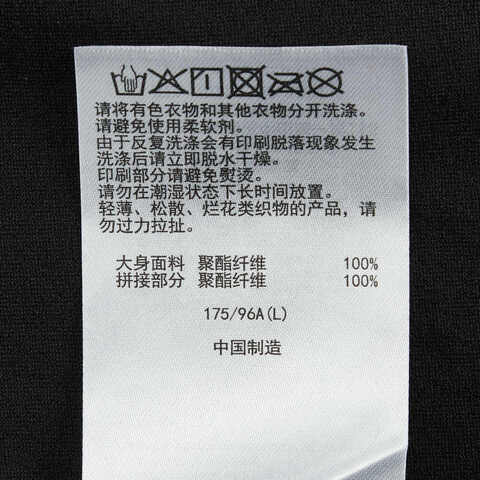 请将有色衣物和其他衣物分开洗涤。
请避免使用柔软剂。
由于反复洗涤会有印刷脱落现象发生
洗涤后请立即脱水干燥。
印刷部分请避免熨烫。
请勿在潮湿状态下长时间放置。
轻薄、松散、烂花类织物的产品，请
勿过力拉扯。
大身面料 聚酯纤维 100%
拼接部分 聚酯纤维 100%
175/96A(L)
中国制造